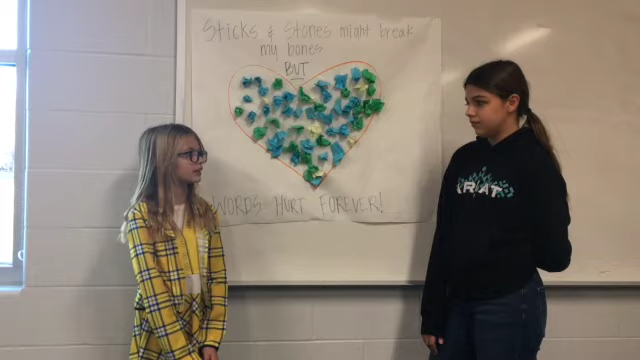 Sticks & Stones might break
my bones
BUT
WORDS HURT FOREVER!